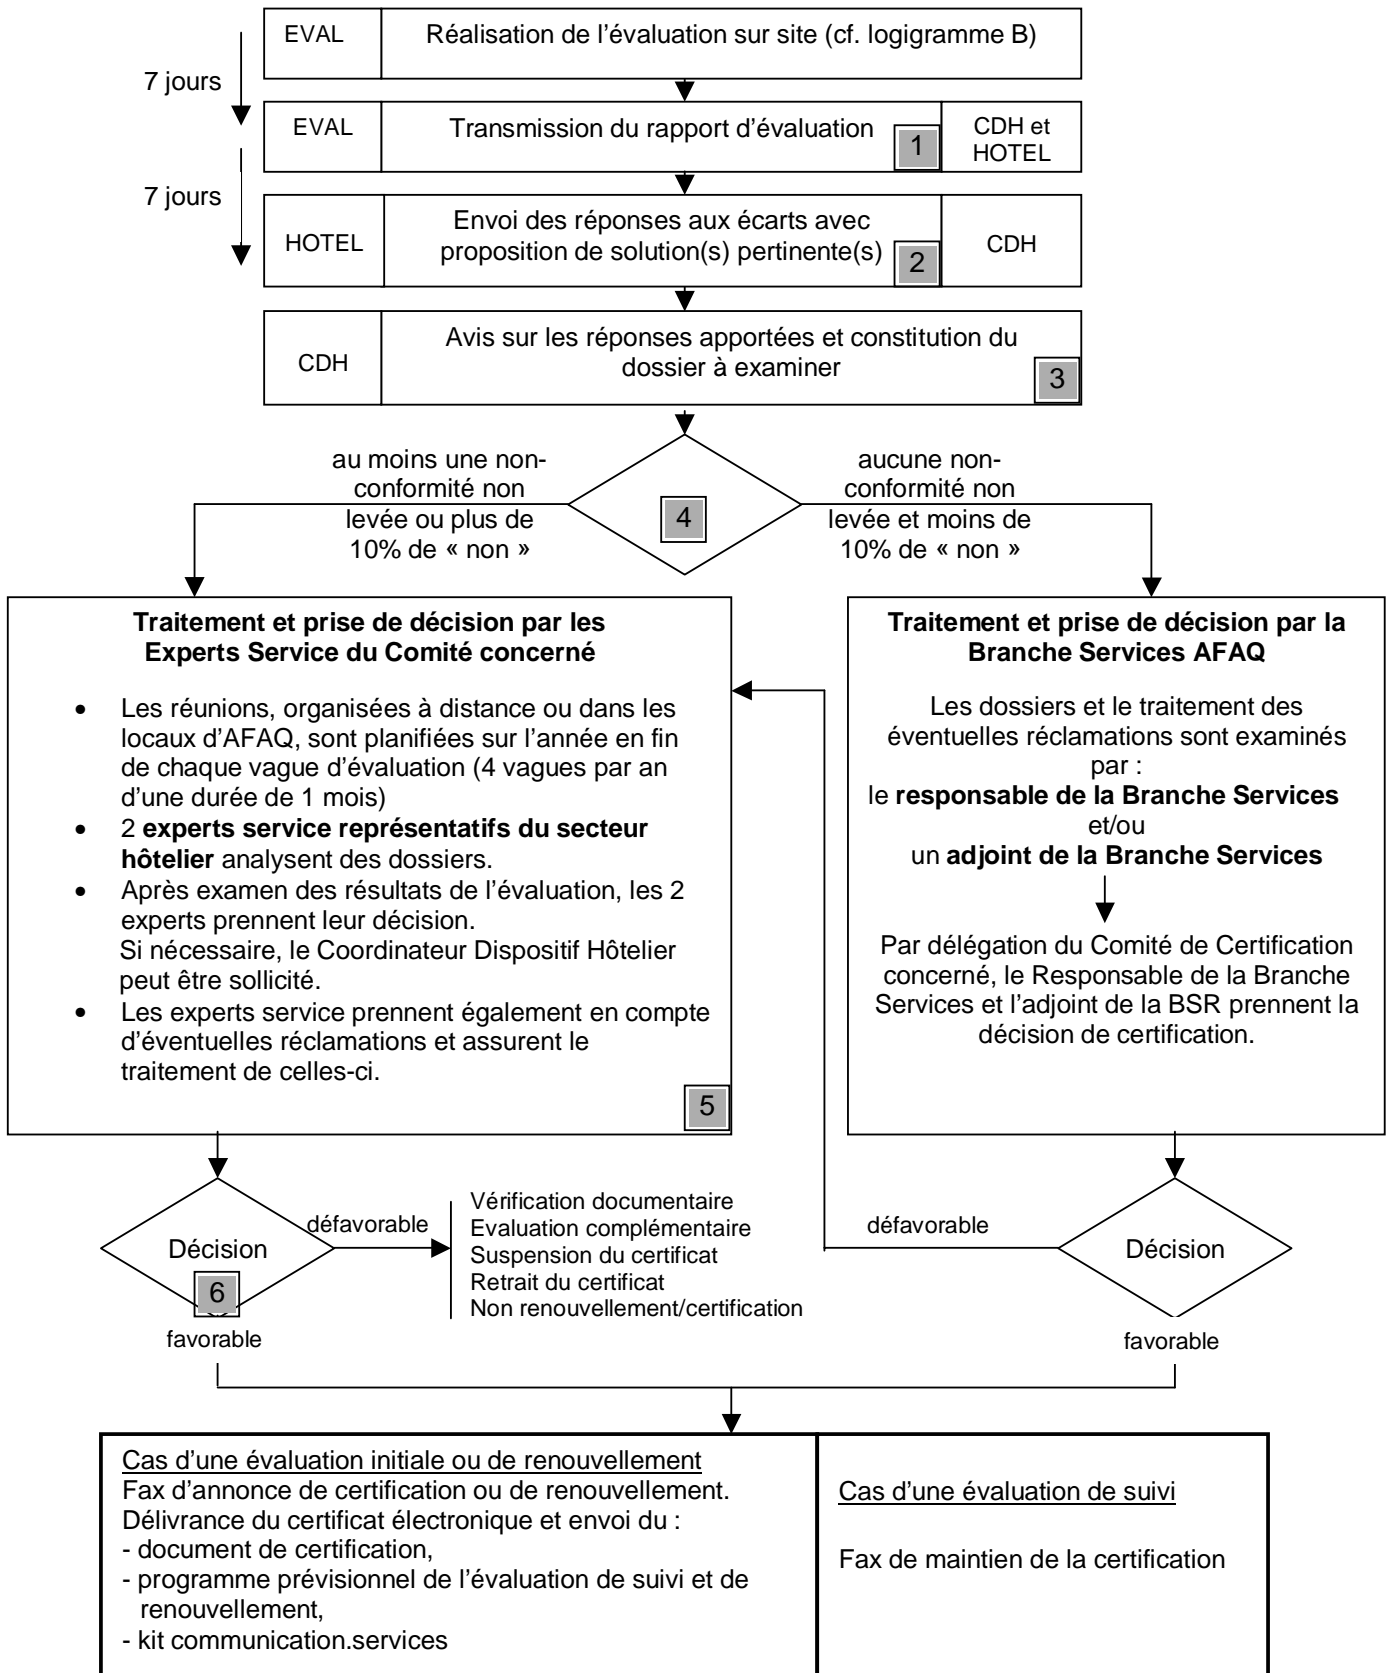 EVAL
Réalisation de l’évaluation sur site (cf. logigramme B)
7 jours
EVAL
Transmission du rapport d’évaluation
1
CDH et
HOTEL
7 jours
HOTEL
Envoi des réponses aux écarts avec
proposition de solution(s) pertinente(s)
2
CDH
CDH
Avis sur les réponses apportées et constitution du
dossier à examiner
3
au moins une non-
conformité non
levée ou plus de
10% de « non »
4
aucune non-
conformité non
levée et moins de
10% de « non »
Traitement et prise de décision par les
Experts Service du Comité concerné
• Les réunions, organisées à distance ou dans les
locaux d’AFAQ, sont planifiées sur l’année en fin
de chaque vague d’évaluation (4 vagues par an
d’une durée de 1 mois)
• 2 experts service représentatifs du secteur
hôtelier analysent des dossiers.
• Après examen des résultats de l’évaluation, les 2
experts prennent leur décision.
Si nécessaire, le Coordinateur Dispositif Hôtelier
peut être sollicité.
• Les experts service prennent également en compte
d’éventuelles réclamations et assurent le
traitement de celles-ci.
5
Traitement et prise de décision par la
Branche Services AFAQ
Les dossiers et le traitement des
éventuelles réclamations sont examinés
par :
le responsable de la Branche Services
et/ou
un adjoint de la Branche Services
Par délégation du Comité de Certification
concerné, le Responsable de la Branche
Services et l’adjoint de la BSR prennent la
décision de certification.
Décision
6
défavorable
Vérification documentaire
Evaluation complémentaire
Suspension du certificat
Retrait du certificat
Non renouvellement/certification
défavorable
Décision
favorable
favorable
Cas d’une évaluation initiale ou de renouvellement
Fax d’annonce de certification ou de renouvellement.
Délivrance du certificat électronique et envoi du :
- document de certification,
- programme prévisionnel de l’évaluation de suivi et de
renouvellement,
- kit communication.services
Cas d’une évaluation de suivi
Fax de maintien de la certification